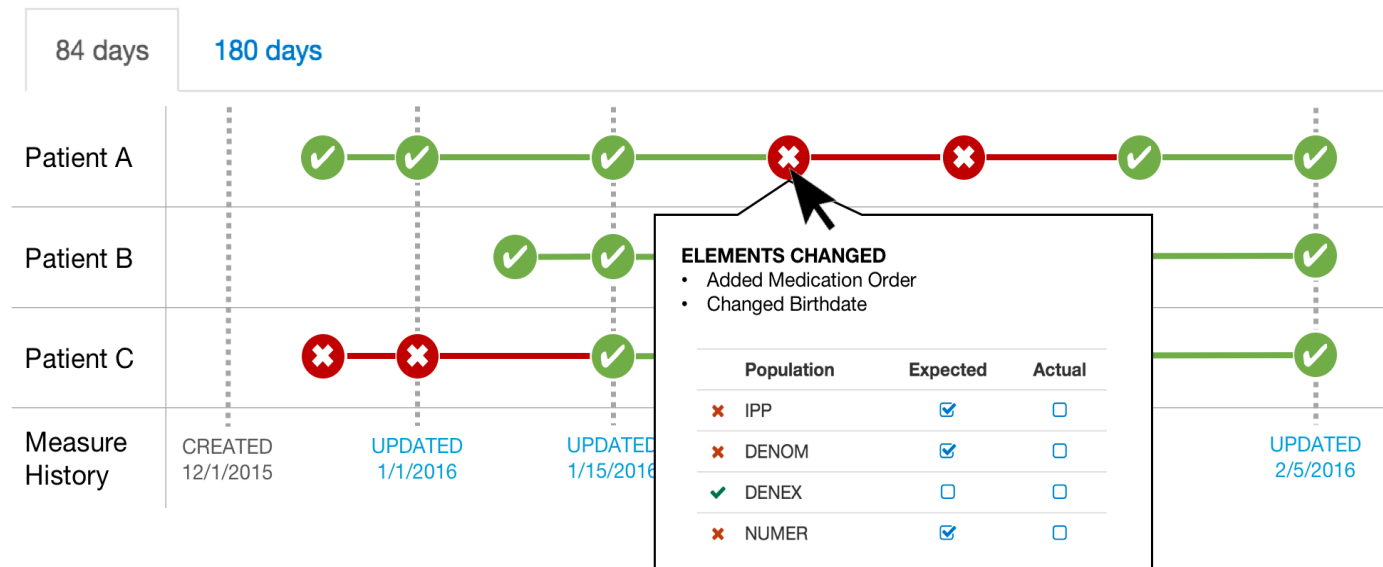 84 days
180 days
Patient A
Patient B
Patient C
Measure
History
CREATED
12/1/2015
UPDATED
1/1/2016
UPDATED
1/15/2016
UPDATED
2/5/2016
ELEMENTS CHANGED
• Added Medication Order
• Changed Birthdate
Population Expected Actual
IPP
DENOM
DENEX
NUMER